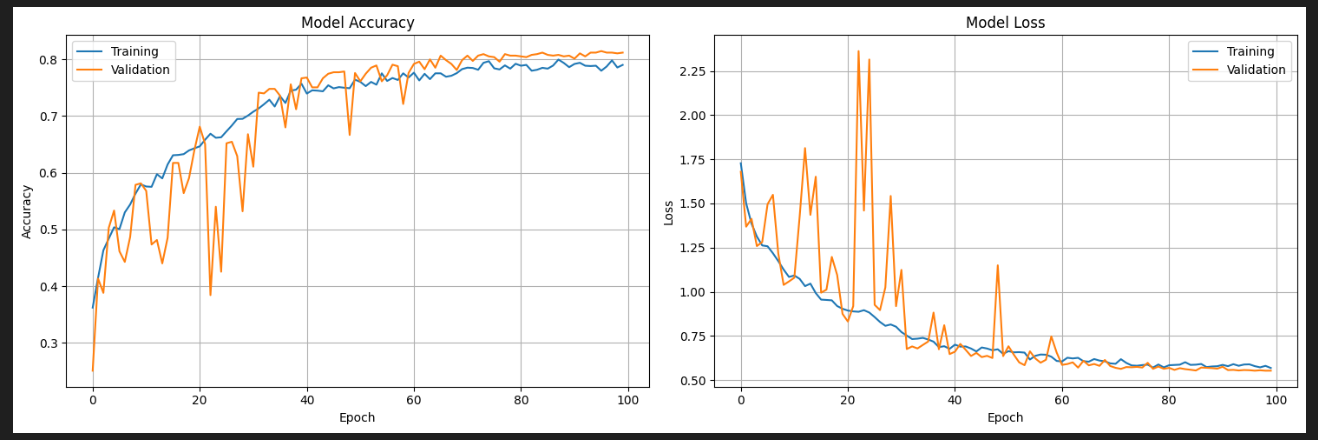 Model Accuracy
Training
Validation
0.8
0.7
0.6
0.5
0.4
0.3
Accuracy
0 20 40 60 80 100
Epoch
Model Loss
Training
Validation
2.25
2.00
1.75
1.50
1.25
1.00
0.75
0.50
Loss
0 20 40 60 80 100
Epoch